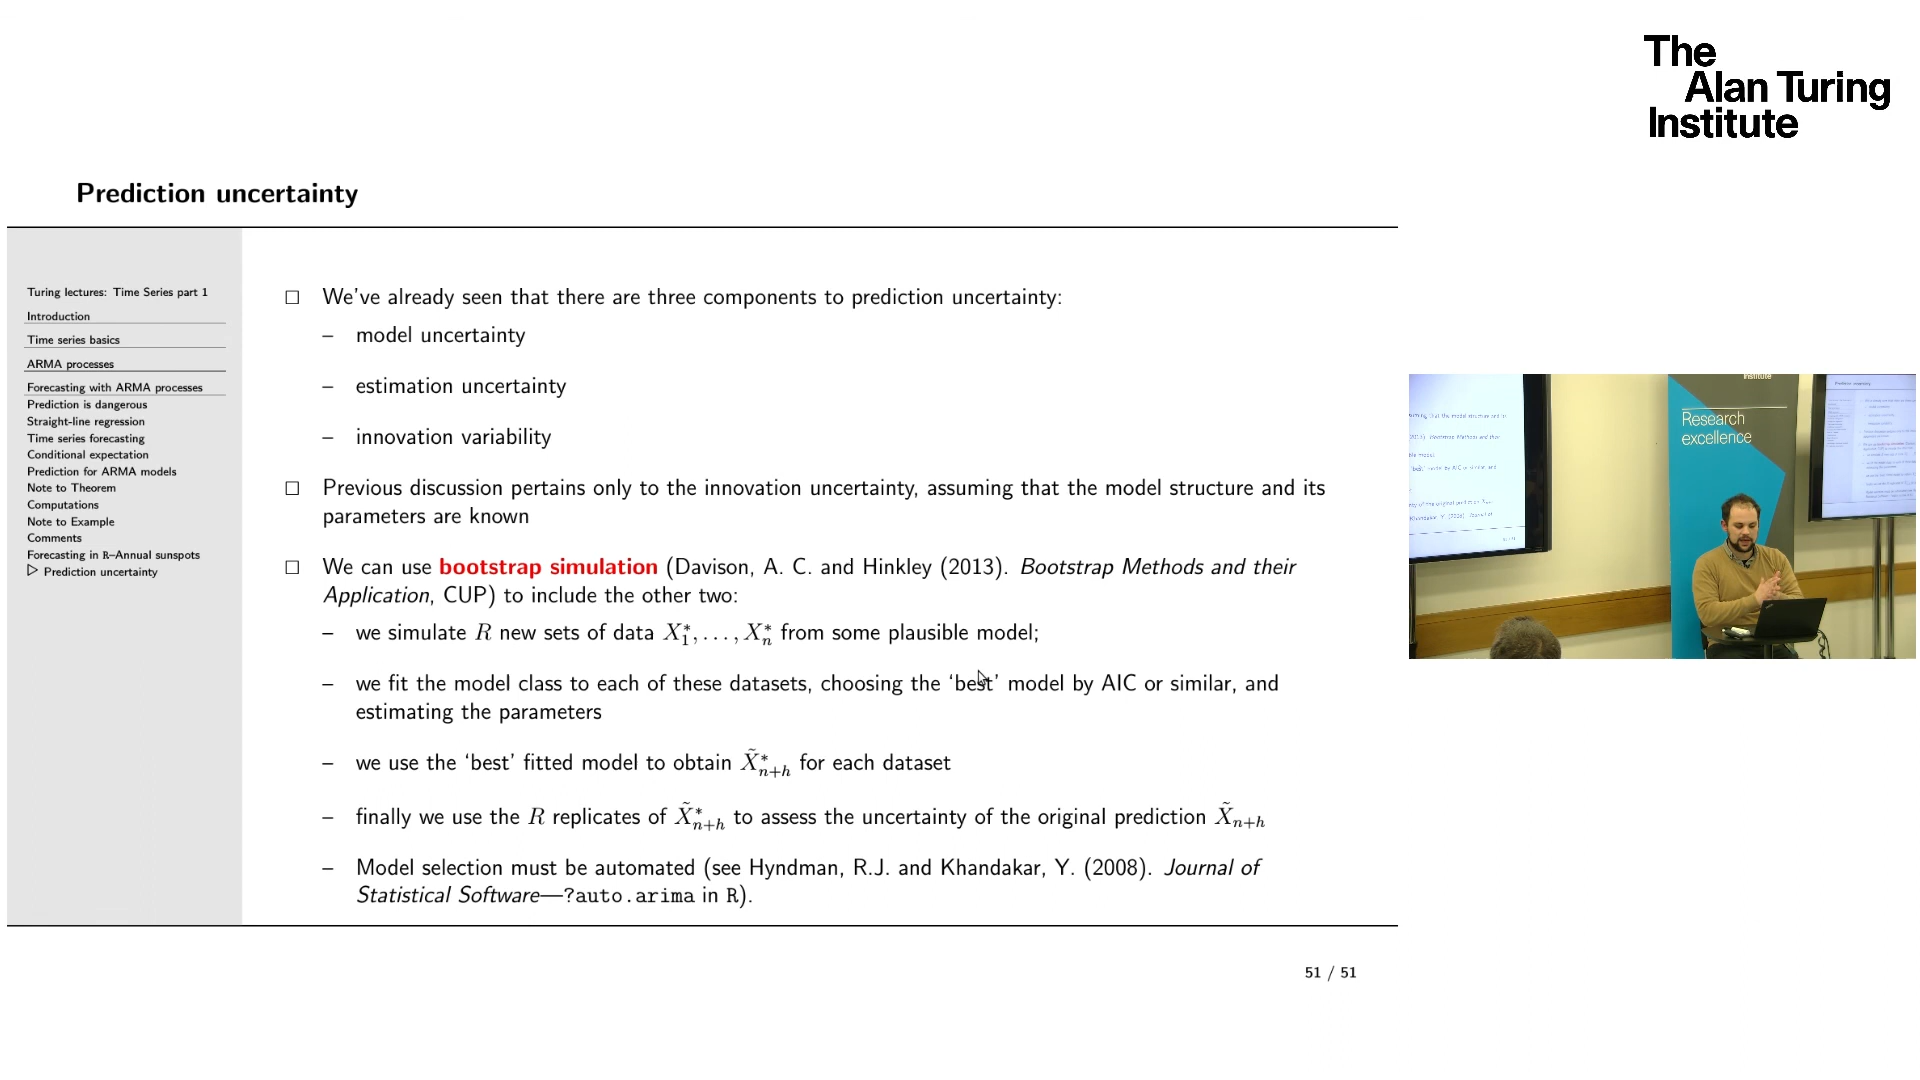 The
Alan Turing
Institute
Prediction uncertainty
Turing lectures: Time Series part 1
Introduction
Time series basics
ARMA processes
Forecasting with ARMA processes
Prediction is dangerous
Straight-line regression
Time series forecasting
Conditional expectation
Prediction for ARMA models
Note to Theorem
Computations
Note to Example
Comments
Forecasting in R–Annual sunspots
▷ Prediction uncertainty
□ We've already seen that there are three components to prediction uncertainty:
– model uncertainty
– estimation uncertainty
– innovation variability
□ Previous discussion pertains only to the innovation uncertainty, assuming that the model structure and its
parameters are known
□ We can use bootstrap simulation (Davison, A. C. and Hinkley (2013). Bootstrap Methods and their
Application, CUP) to include the other two:
– we simulate R new sets of data X₁*, . . . , Xₙ* from some plausible model;
– we fit the model class to each of these datasets, choosing the ‘best’ model by AIC or similar, and
estimating the parameters
– we use the ‘best’ fitted model to obtain X̃*ₙ₊ₕ for each dataset
– finally we use the R replicates of X̃*ₙ₊ₕ to assess the uncertainty of the original prediction X̃ₙ₊ₕ
– Model selection must be automated (see Hyndman, R.J. and Khandakar, Y. (2008). Journal of
Statistical Software—?auto.arima in R).
51 / 51
Institute
Research
excellence